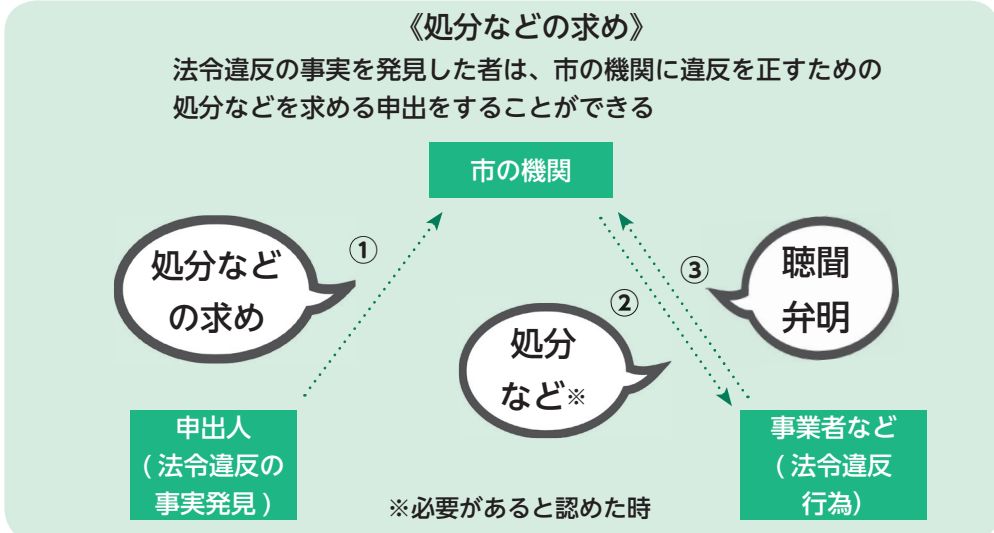 《処分などの求め》
法令違反の事実を発見した者は、市の機関に違反を正すための
処分などを求める申出をすることができる
市の機関
①
処分など
の求め
②
処分
など※
③
聴聞
弁明
申出人
(法令違反の
事実発見)
事業者など
(法令違反
行為)
※必要があると認めた時